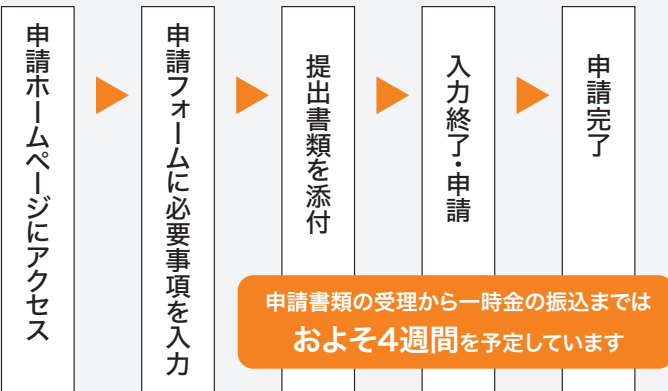 申請ホームページにアクセス
申請フォームに必要事項を入力
提出書類を添付
入力終了・申請
申請完了
申請書類の受理から一時金の振込までは
およそ4週間を予定しています